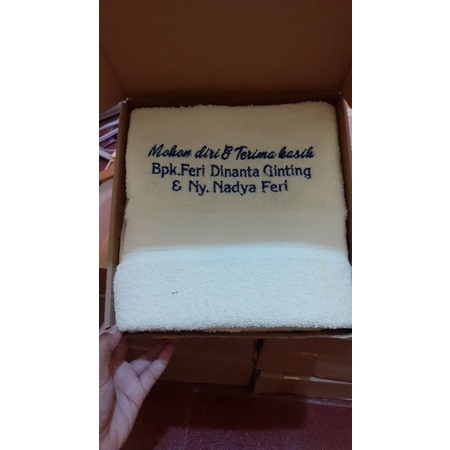 Mohon diri & Terima kasih
Bpk.Feri Dinanta Ginting
& Ny. Nadya Feri